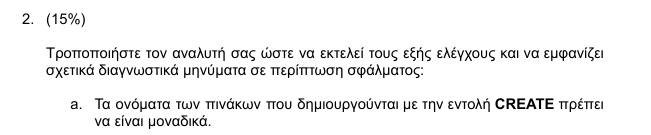 2. (15%)
Τροποποιήστε τον αναλυτή σας ώστε να εκτελεί τους εξής ελέγχους και να εμφανίζει
σχετικά διαγνωστικά μηνύματα σε περίπτωση σφάλματος:
a. Τα ονόματα των πινάκων που δημιουργούνται με την εντολή CREATE πρέπει
να είναι μοναδικά.